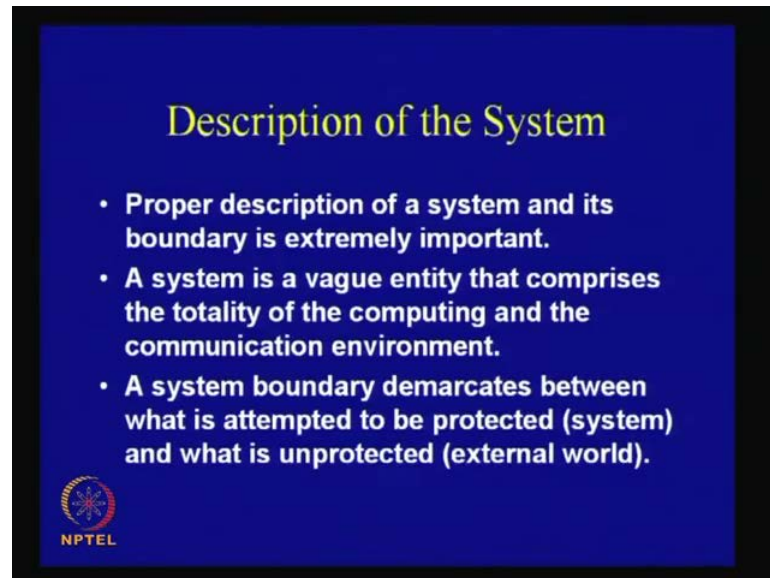 Description of the System
• Proper description of a system and its
boundary is extremely important.
• A system is a vague entity that comprises
the totality of the computing and the
communication environment.
• A system boundary demarcates between
what is attempted to be protected (system)
and what is unprotected (external world).
NPTEL